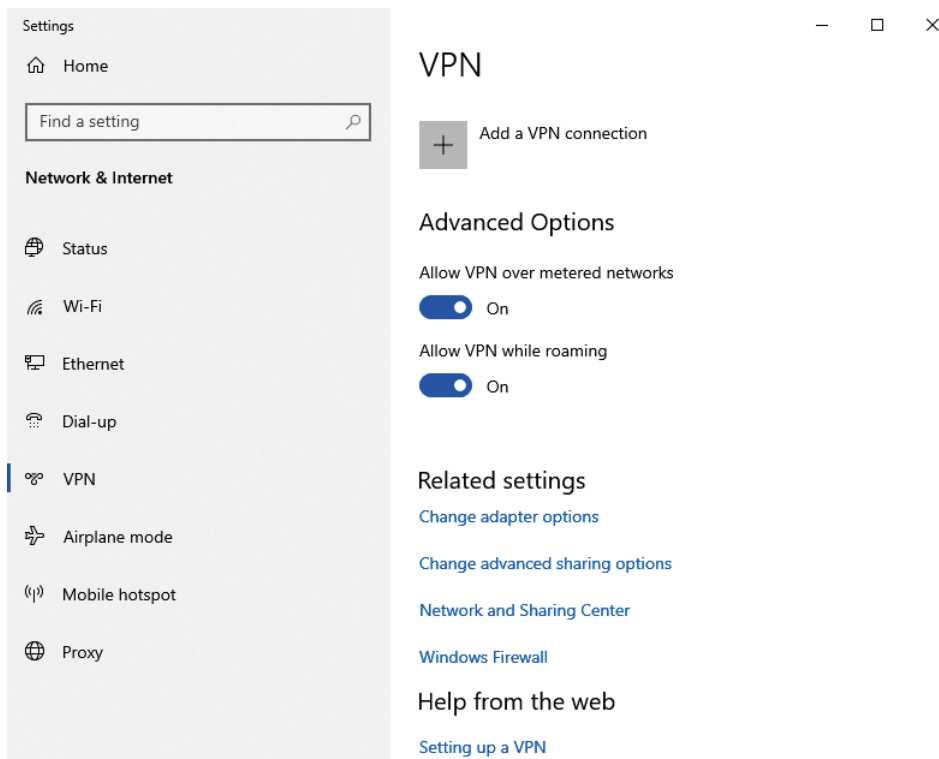 Settings
Home
Find a setting
Network & Internet
Status
Wi-Fi
Ethernet
Dial-up
VPN
Airplane mode
Mobile hotspot
Proxy
VPN
Add a VPN connection
Advanced Options
Allow VPN over metered networks
On
Allow VPN while roaming
On
Related settings
Change adapter options
Change advanced sharing options
Network and Sharing Center
Windows Firewall
Help from the web
Setting up a VPN